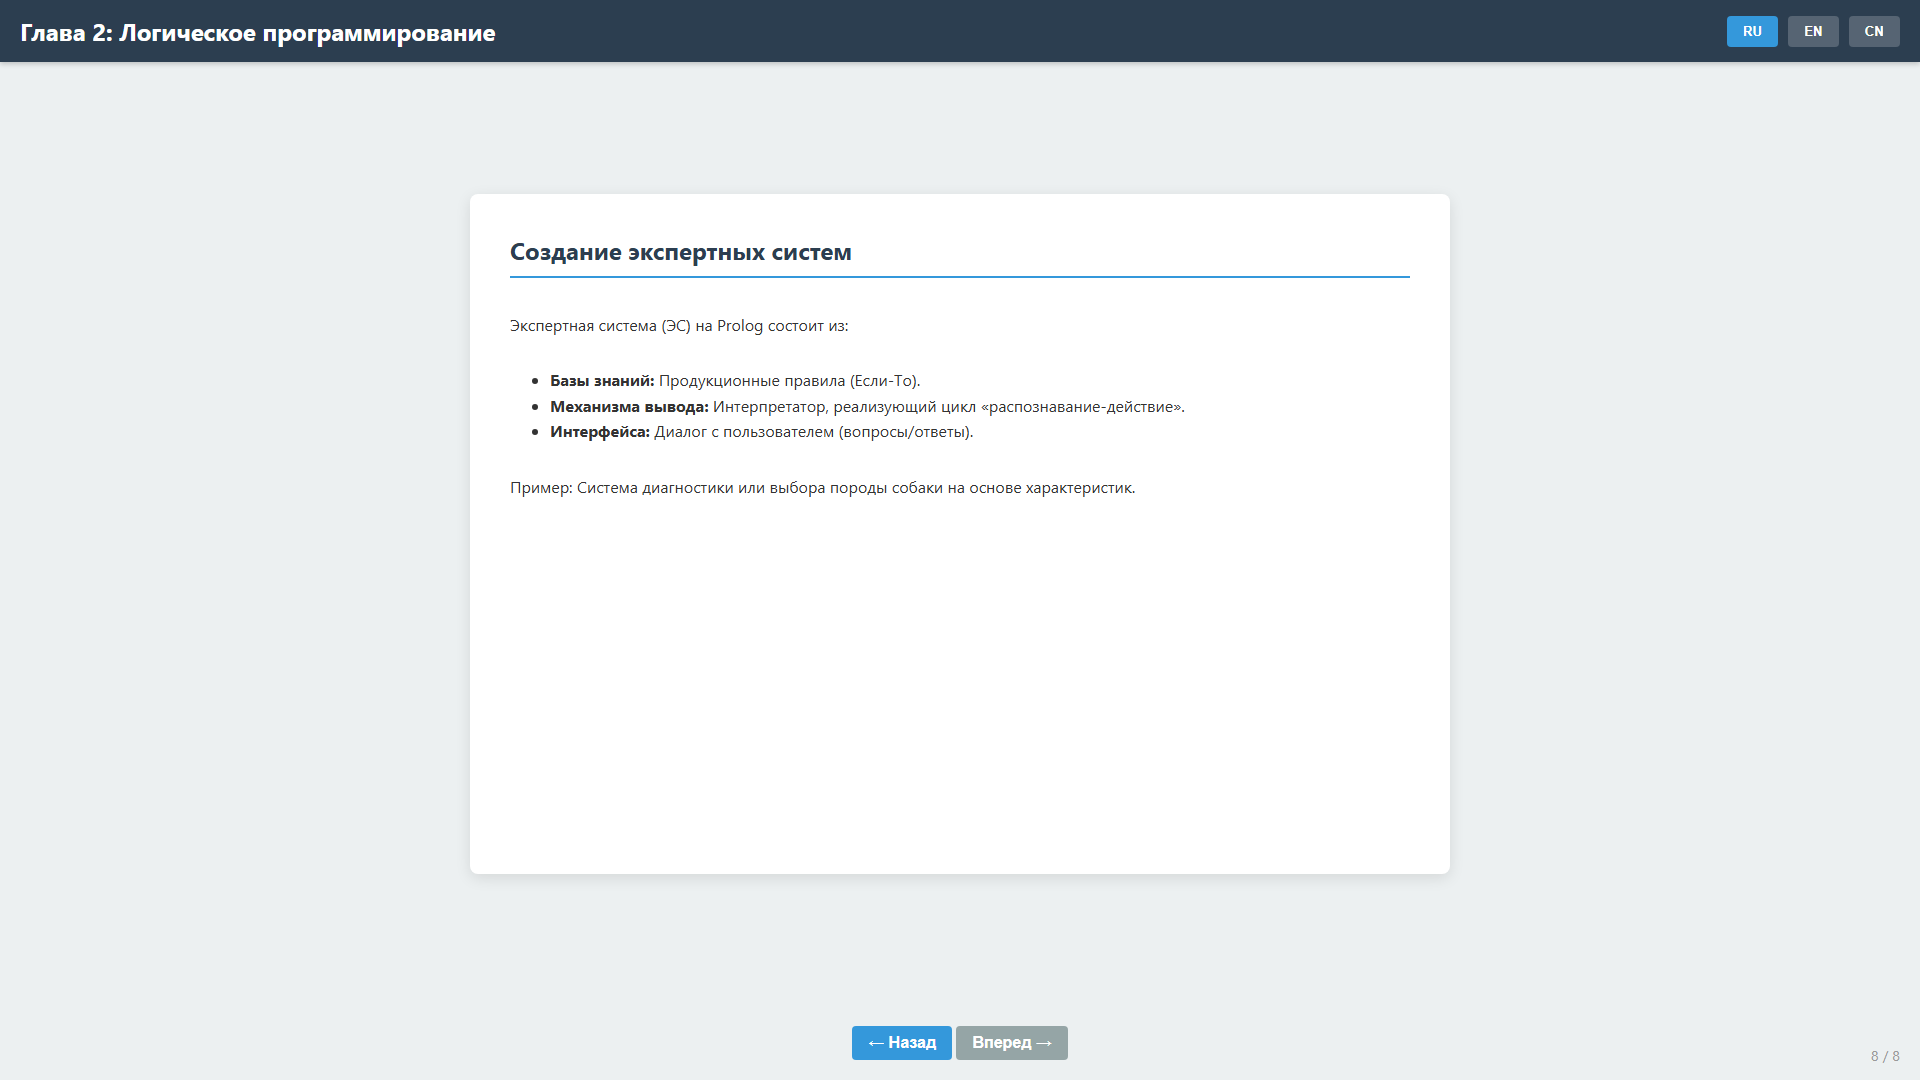 Глава 2: Логическое программирование
RU EN CN
Создание экспертных систем
Экспертная система (ЭС) на Prolog состоит из:
Базы знаний: Продукционные правила (Если-То).
Механизма вывода: Интерпретатор, реализующий цикл «распознавание-действие».
Интерфейса: Диалог с пользователем (вопросы/ответы).
Пример: Система диагностики или выбора породы собаки на основе характеристик.
← Назад Вперед →
8 / 8